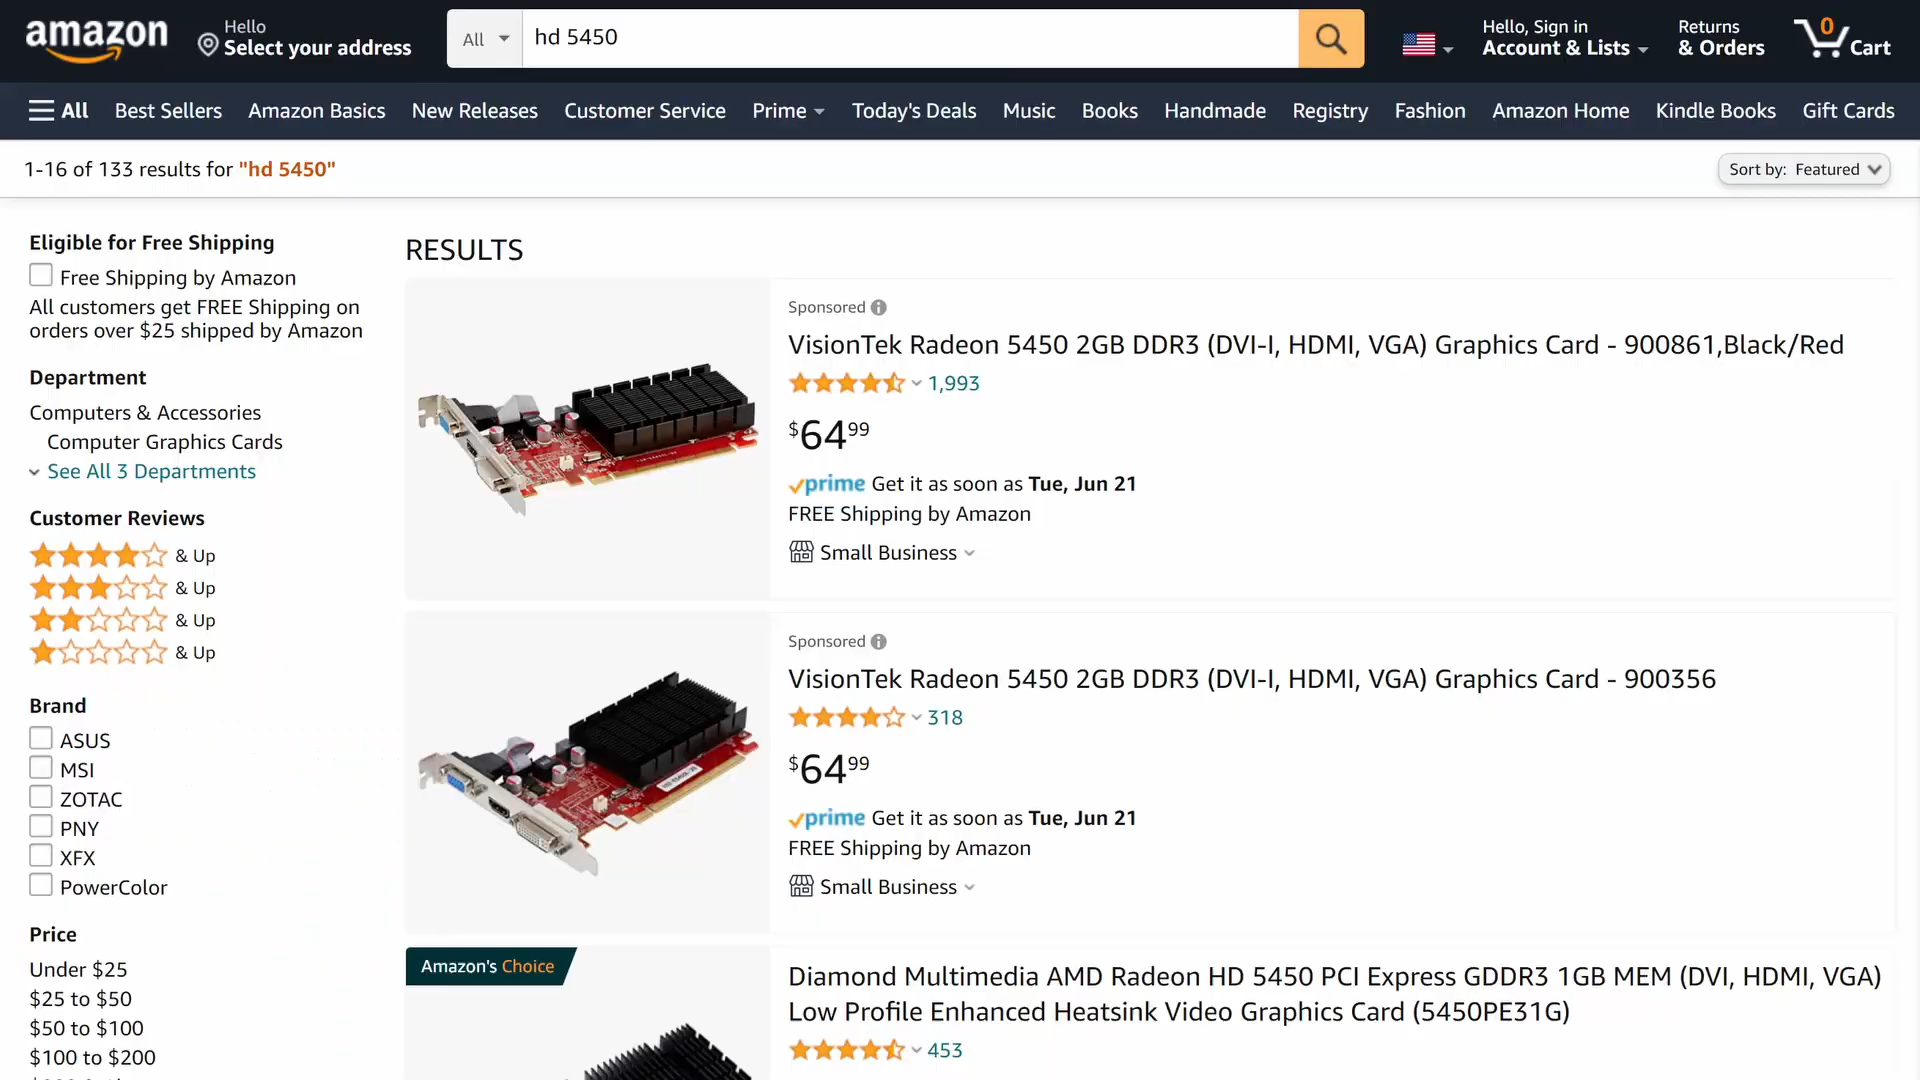 amazon
Hello
Select your address
All
hd 5450
Hello, Sign in
Account & Lists
Returns
& Orders
0
Cart
All
Best Sellers
Amazon Basics
New Releases
Customer Service
Prime
Today's Deals
Music
Books
Handmade
Registry
Fashion
Amazon Home
Kindle Books
Gift Cards
1-16 of 133 results for "hd 5450"
Sort by: Featured
Eligible for Free Shipping
Free Shipping by Amazon
All customers get FREE Shipping on
orders over $25 shipped by Amazon
Department
Computers & Accessories
Computer Graphics Cards
See All 3 Departments
Customer Reviews
& Up
& Up
& Up
& Up
Brand
ASUS
MSI
ZOTAC
PNY
XFX
PowerColor
Price
Under $25
$25 to $50
$50 to $100
$100 to $200
RESULTS
Sponsored
VisionTek Radeon 5450 2GB DDR3 (DVI-I, HDMI, VGA) Graphics Card - 900861,Black/Red
1,993
$64.99
prime Get it as soon as Tue, Jun 21
FREE Shipping by Amazon
Small Business
Sponsored
VisionTek Radeon 5450 2GB DDR3 (DVI-I, HDMI, VGA) Graphics Card - 900356
318
$64.99
prime Get it as soon as Tue, Jun 21
FREE Shipping by Amazon
Small Business
Amazon's Choice
Diamond Multimedia AMD Radeon HD 5450 PCI Express GDDR3 1GB MEM (DVI, HDMI, VGA)
Low Profile Enhanced Heatsink Video Graphics Card (5450PE31G)
453